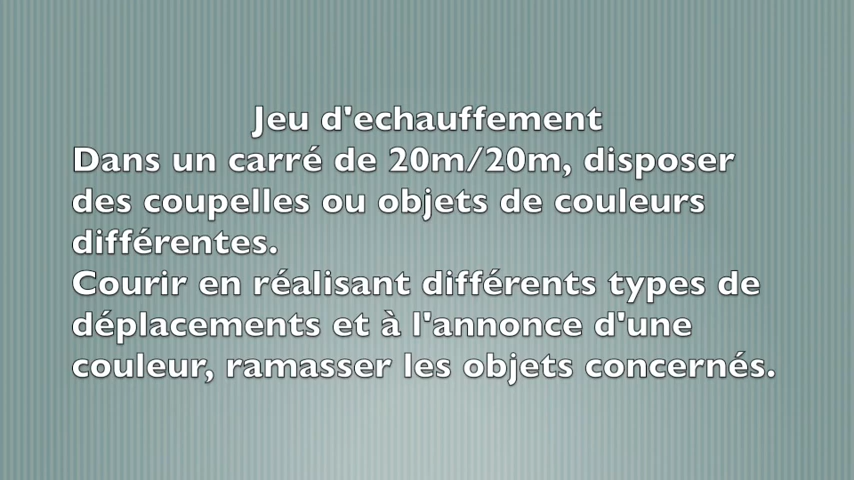 Jeu d'echauffement
Dans un carré de 20m/20m, disposer
des coupelles ou objets de couleurs
différentes.
Courir en réalisant différents types de
déplacements et à l'annonce d'une
couleur, ramasser les objets concernés.